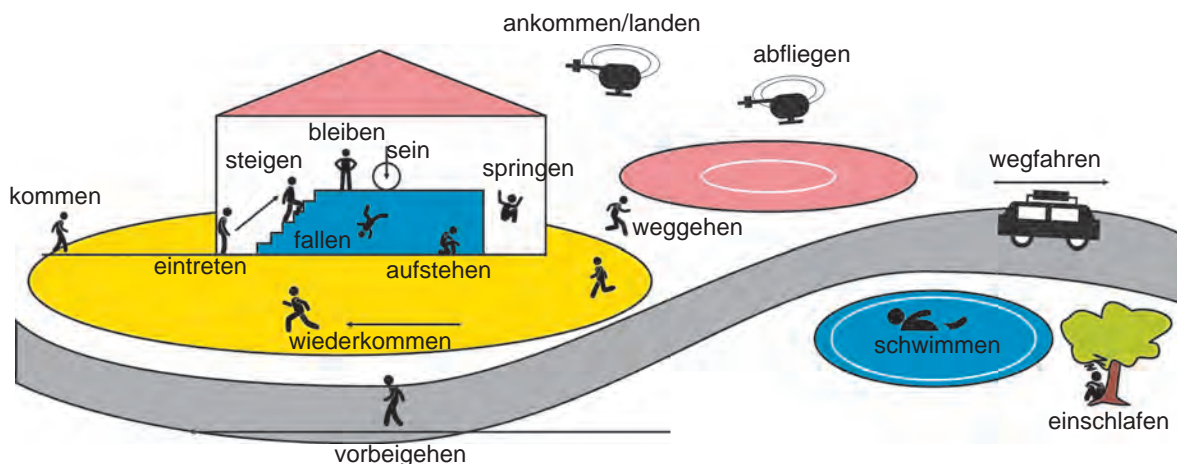 ankommen/landen
abfliegen
bleiben
sein
steigen
springen
wegfahren
kommen
weggehen
fallen
eintreten
aufstehen
wiederkommen
schwimmen
einschlafen
vorbeigehen